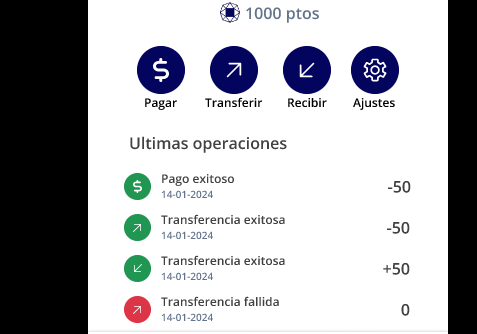 1000 ptos
Pagar Transferir Recibir Ajustes
Ultimas operaciones
Pago exitoso
14-01-2024
-50
Transferencia exitosa
14-01-2024
-50
Transferencia exitosa
14-01-2024
+50
Transferencia fallida
14-01-2024
0